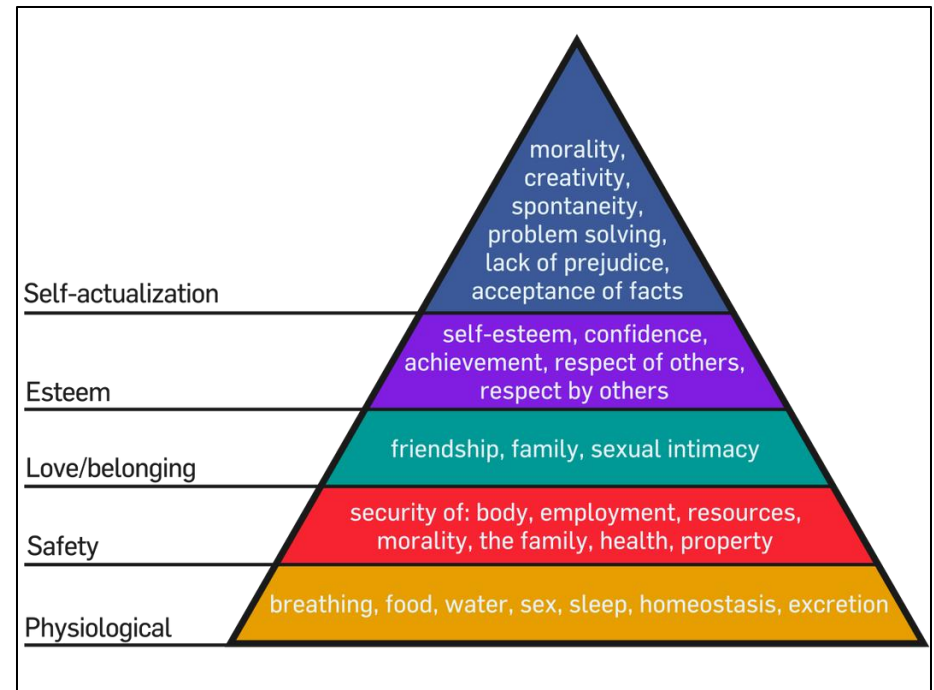 morality,
creativity,
spontaneity,
problem solving,
lack of prejudice,
acceptance of facts
Self-actualization
self-esteem, confidence,
achievement, respect of others,
respect by others
Esteem
friendship, family, sexual intimacy
Love/belonging
security of: body, employment, resources,
morality, the family, health, property
Safety
breathing, food, water, sex, sleep, homeostasis, excretion
Physiological